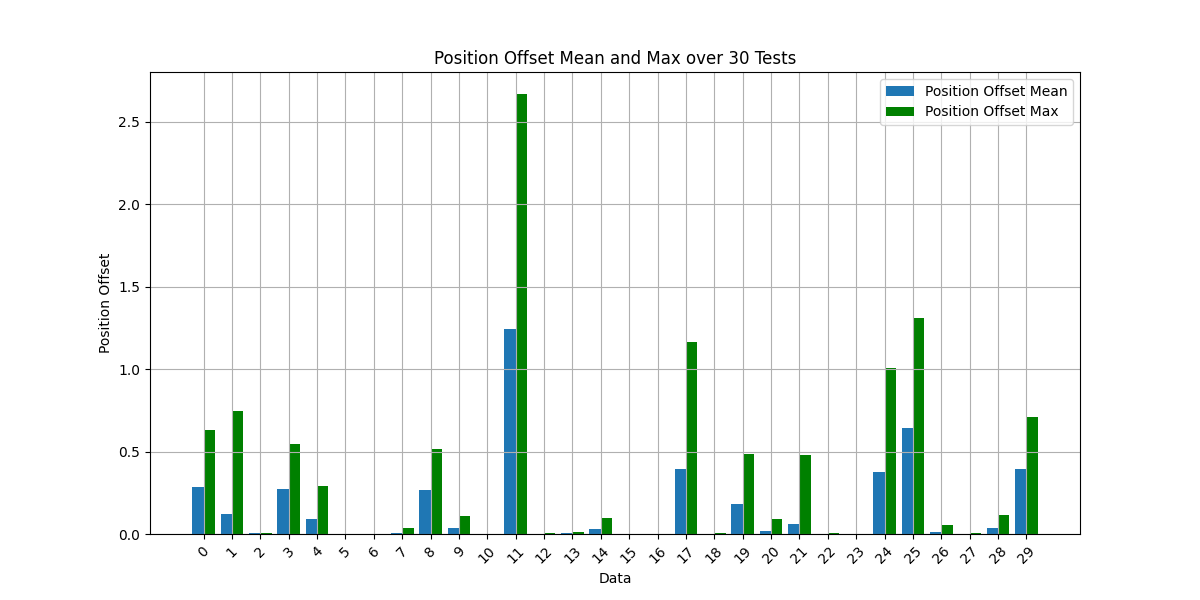 Position Offset Mean and Max over 30 Tests
Position Offset Mean
Position Offset Max
Position Offset
2.5
2.0
1.5
1.0
0.5
0.0
0 1 2 3 4 5 6 7 8 9 10 11 12 13 14 15 16 17 18 19 20 21 22 23 24 25 26 27 28 29
Data